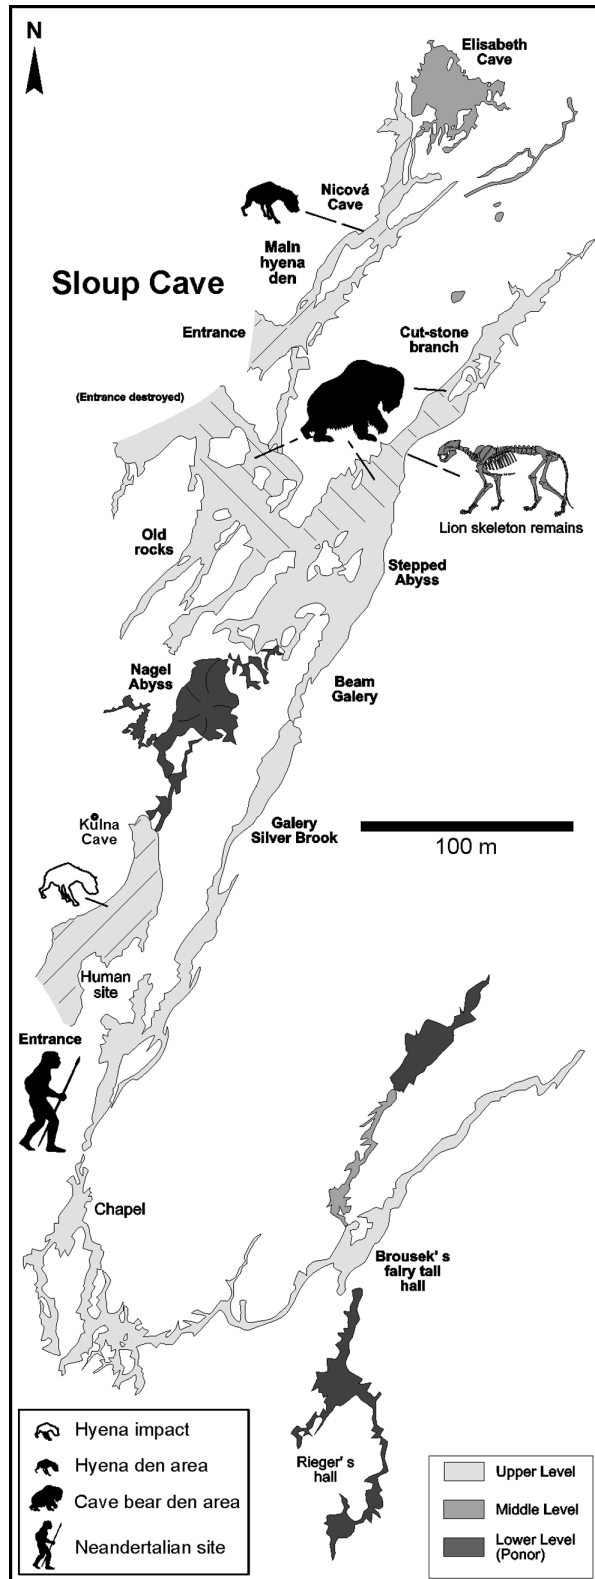 N
Elisabeth
Cave
Nicová
Cave
Main
hyena
den
Sloup Cave
Entrance
Cut-stone
branch
(Entrance destroyed)
Lion skeleton remains
Old
rocks
Stepped
Abyss
Nagel
Abyss
Beam
Galery
Kůlna
Cave
Galery
Silver Brook
100 m
Human
site
Entrance
Chapel
Brousek' s
fairy tall
hall
Rieger' s
hall
Hyena impact
Hyena den area
Cave bear den area
Neandertalian site
Upper Level
Middle Level
Lower Level
(Ponor)